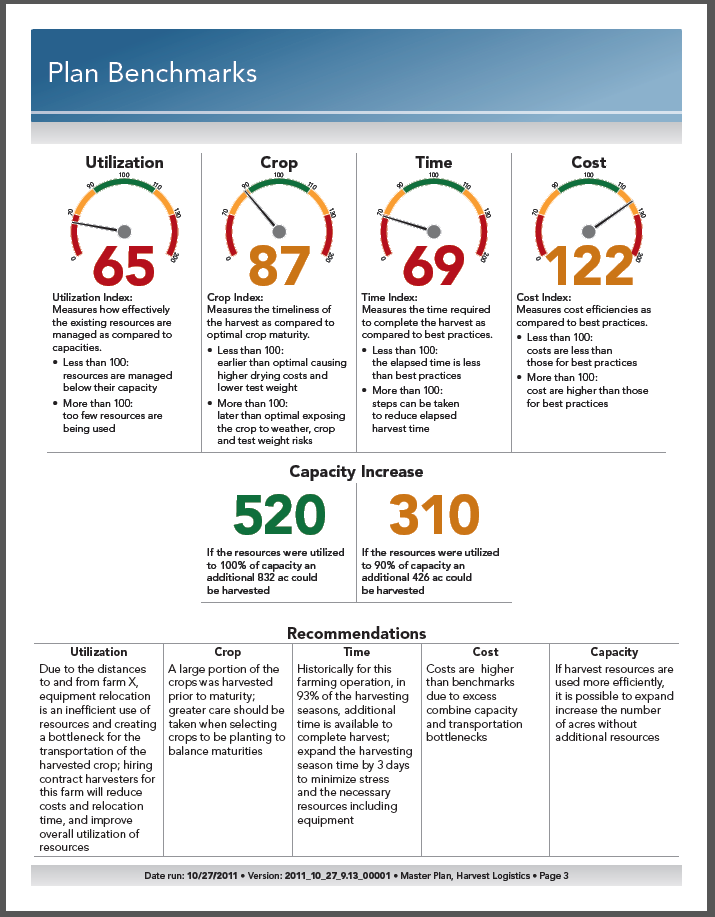 Plan Benchmarks
Utilization
0
70
90
100
110
130
200
65
Utilization Index:
Measures how effectively
the existing resources are
managed as compared to
capacities.
• Less than 100:
resources are managed
below their capacity
• More than 100:
too few resources are
being used
Crop
0
70
90
100
110
130
200
87
Crop Index:
Measures the timeliness of
the harvest as compared to
optimal crop maturity.
• Less than 100:
earlier than optimal causing
higher drying costs and
lower test weight
• More than 100:
later than optimal exposing
the crop to weather, crop
and test weight risks
Time
0
70
90
100
110
130
200
69
Time Index:
Measures the time required
to complete the harvest as
compared to best practices.
• Less than 100:
the elapsed time is less
than best practices
• More than 100:
steps can be taken
to reduce elapsed
harvest time
Cost
0
70
90
100
110
130
200
122
Cost Index:
Measures cost efficiencies as
compared to best practices.
• Less than 100:
costs are less than
those for best practices
• More than 100:
cost are higher than those
for best practices
Capacity Increase
520
If the resources were utilized
to 100% of capacity an
additional 832 ac could
be harvested
310
If the resources were utilized
to 90% of capacity an
additional 426 ac could
be harvested
Recommendations
Utilization
Due to the distances
to and from farm X,
equipment relocation
is an inefficient use of
resources and creating
a bottleneck for the
transportation of the
harvested crop; hiring
contract harvesters for
this farm will reduce
costs and relocation
time, and improve
overall utilization of
resources
Crop
A large portion of the
crops was harvested
prior to maturity;
greater care should be
taken when selecting
crops to be planting to
balance maturities
Time
Historically for this
farming operation, in
93% of the harvesting
seasons, additional
time is available to
complete harvest;
expand the harvesting
season time by 3 days
to minimize stress
and the necessary
resources including
equipment
Cost
Costs are higher
than benchmarks
due to excess
combine capacity
and transportation
bottlenecks
Capacity
If harvest resources are
used more efficiently,
it is possible to expand
increase the number
of acres without
additional resources
Date run: 10/27/2011 • Version: 2011_10_27_9.13_00001 • Master Plan, Harvest Logistics • Page 3